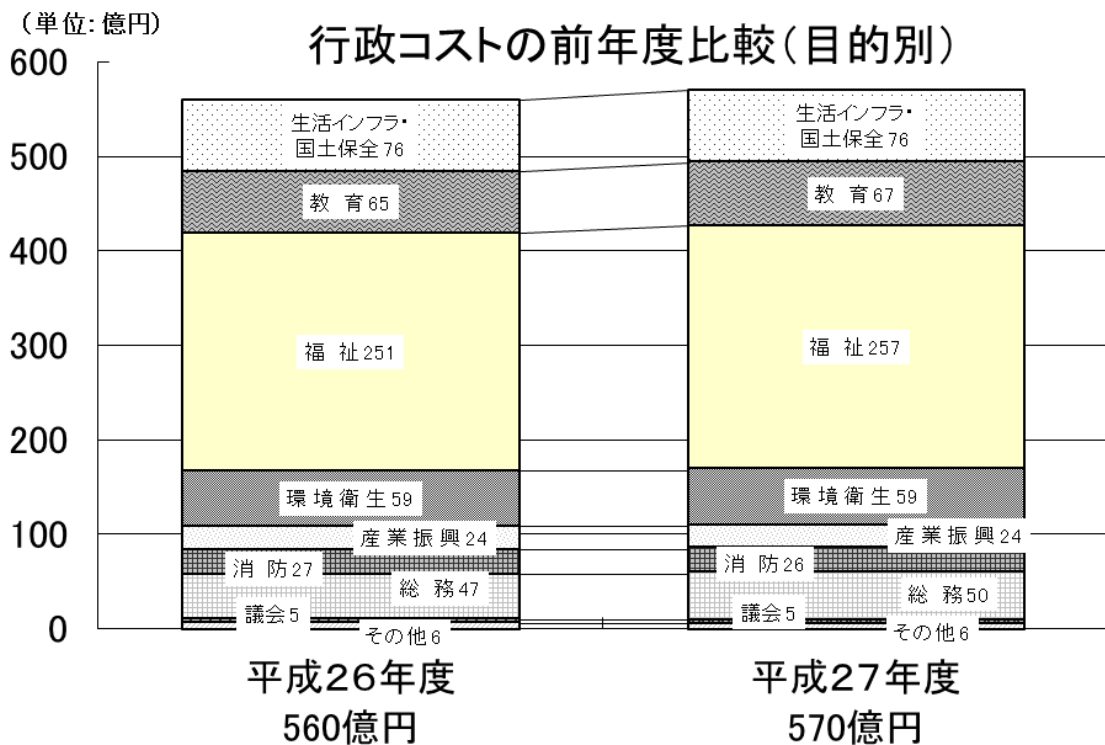 (単位:億円)
行政コストの前年度比較(目的別)
600
500
400
300
200
100
0
生活インフラ・
国土保全76
教 育65
福 祉251
環境衛生59
産業振興24
消 防27
総 務47
議会5
その他6
平成26年度
560億円
生活インフラ・
国土保全76
教 育67
福 祉257
環境衛生59
産業振興24
消 防26
総 務50
議会5
その他6
平成27年度
570億円